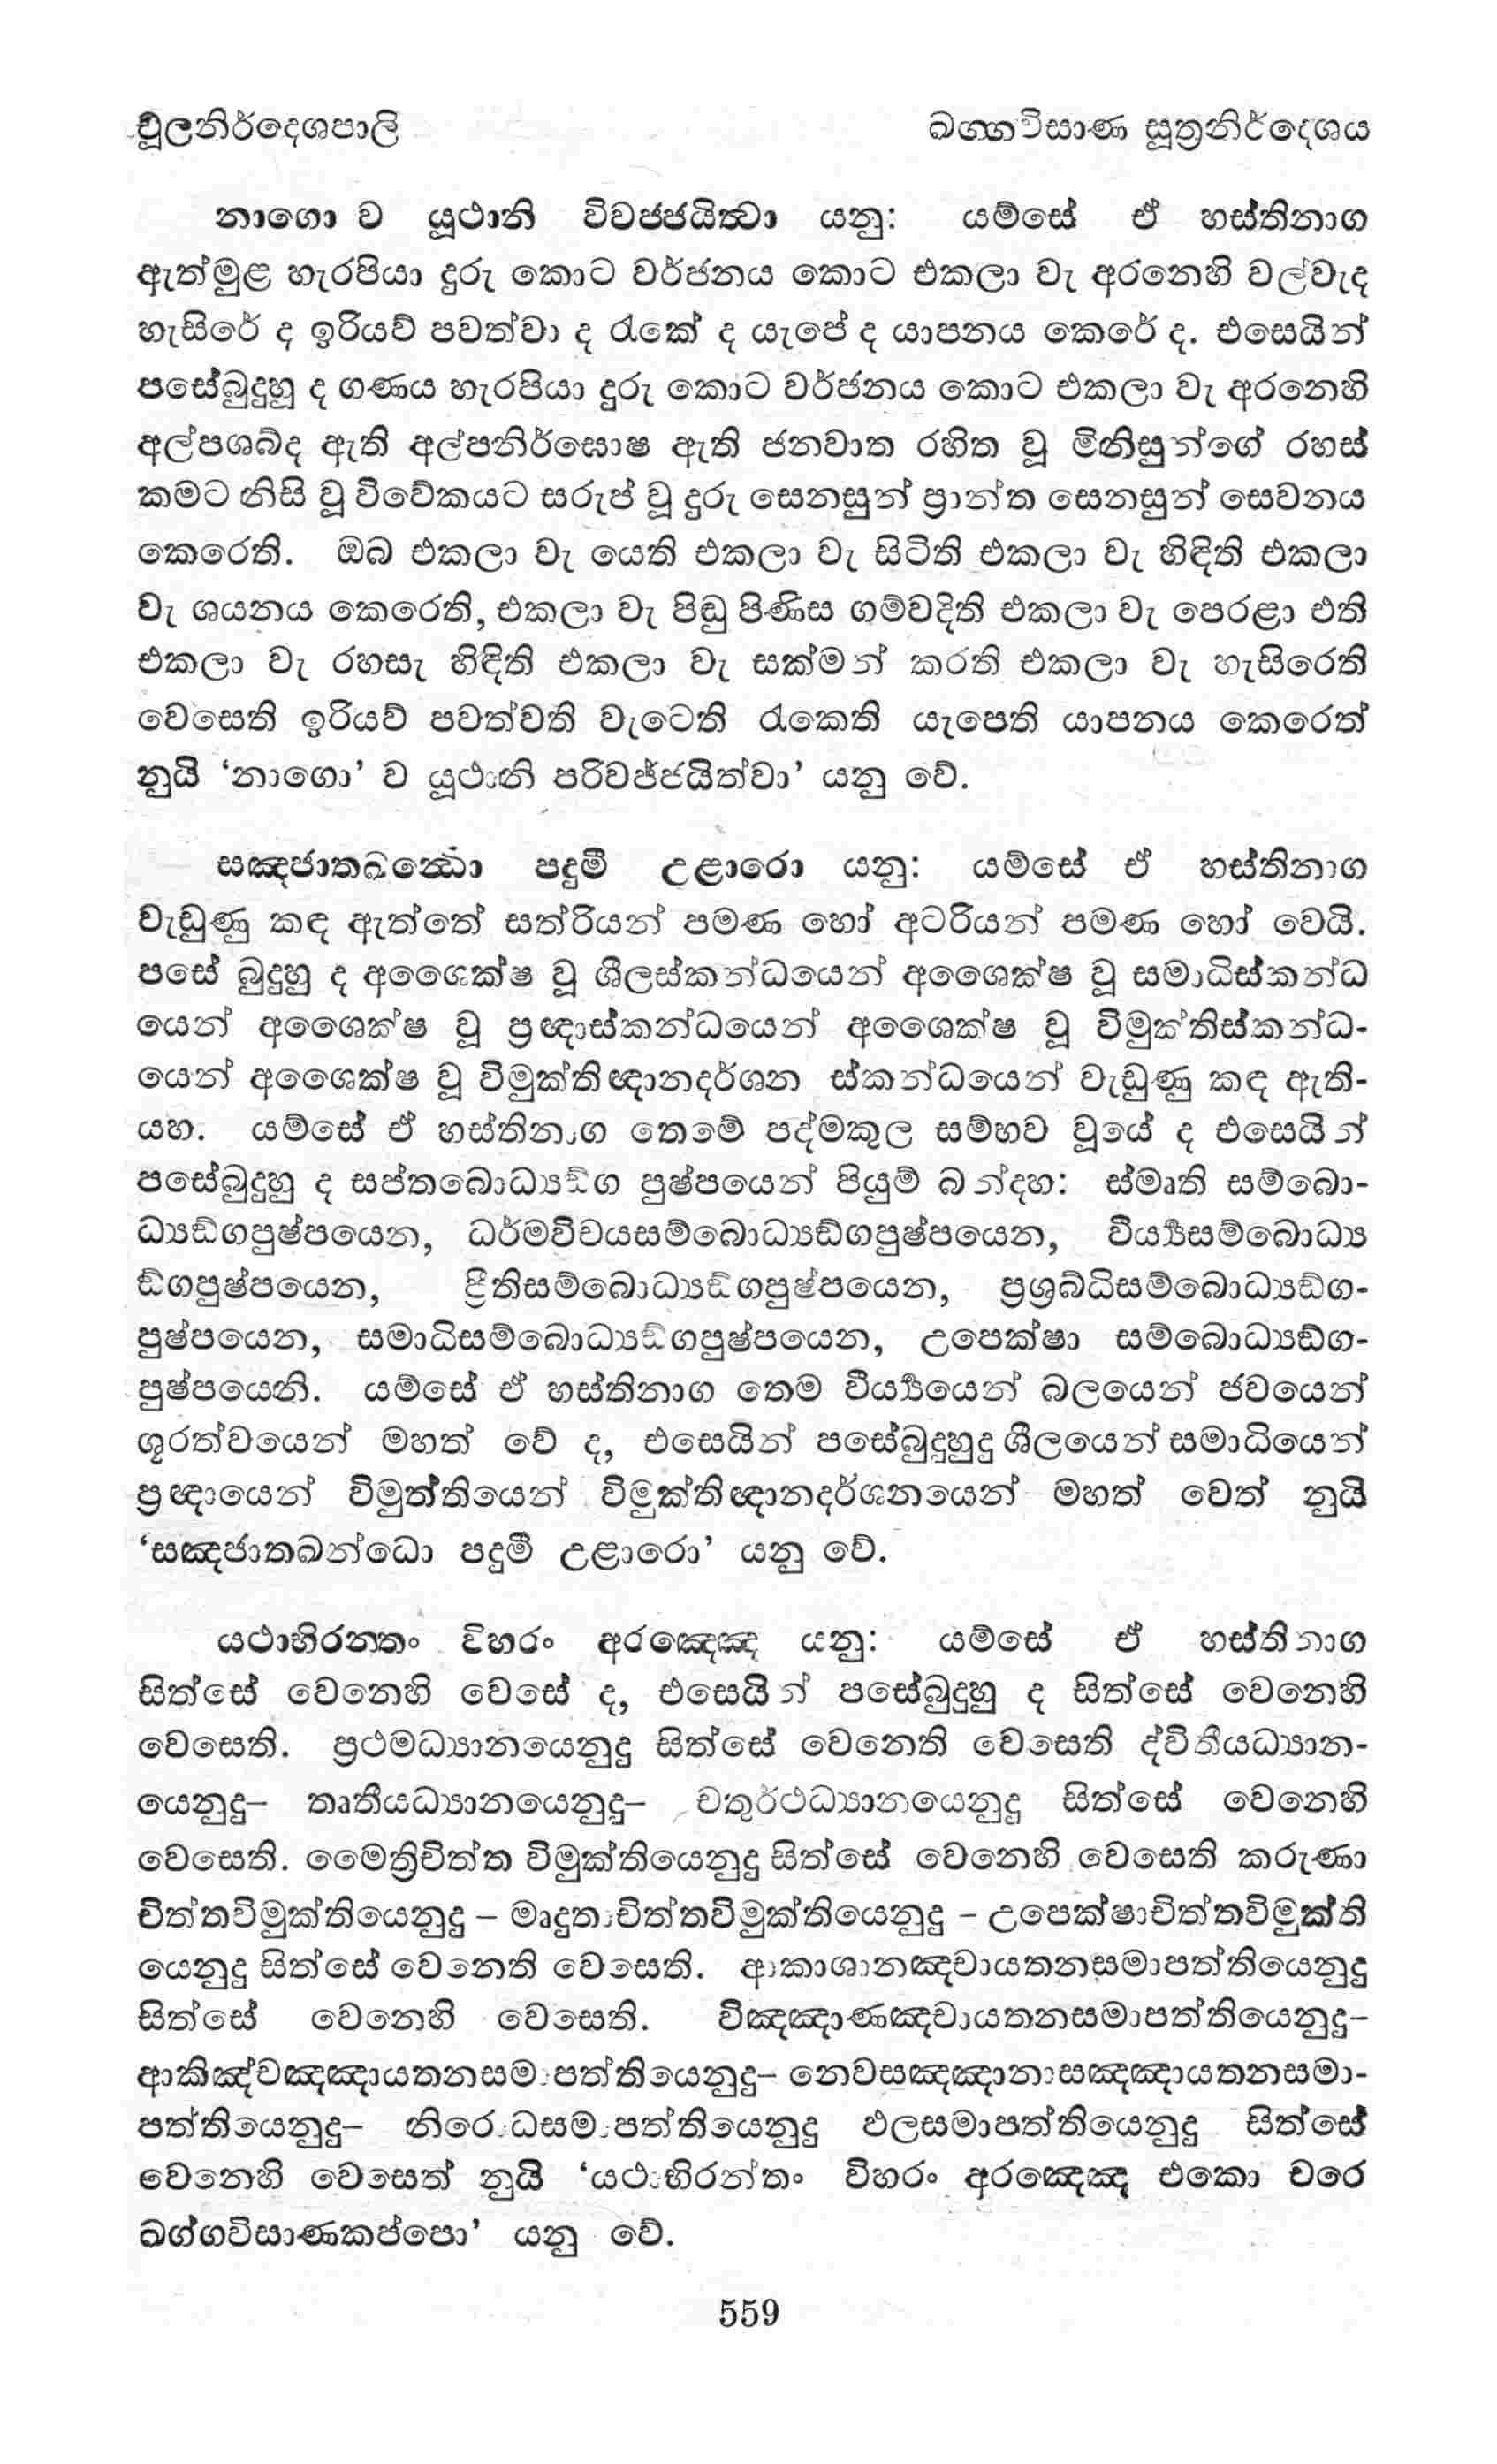 චූලනිර්දෙශපාලි ඛග්ගවිසාණ සූත්‍රනිර්දෙශය
නාගො ව යූථානි විවජ්ජයිත්‍වා යනු: යම්සේ ඒ හස්තිනාග
ඇත්මුළ හැරපියා දුරු කොට වර්ජනය කොට එකලා වැ අරනෙහි වල්වැද
හැසිරේ ද ඉරියව් පවත්වා ද රැකේ ද යැපේ ද යාපනය කෙරේ ද. එසෙයින්
පසේබුදුහූ ද ගණය හැරපියා දුරු කොට වර්ජනය කොට එකලා වැ අරනෙහි
අල්පශබ්ද ඇති අල්පනිර්ඝොෂ ඇති ජනවාත රහිත වූ මිනිසුන්ගේ රහස්
කමට නිසි වූ විවේකයට සරුප් වූ දුරු සෙනසුන් ප්‍රාන්ත සෙනසුන් සෙවනය
කෙරෙති. ඔබ එකලා වැ යෙති එකලා වැ සිටිති එකලා වැ හිඳිති එකලා
වැ ශයනය කෙරෙති, එකලා වැ පිඬු පිණිස ගම්වදිති එකලා වැ පෙරළා එති
එකලා වැ රහසැ හිඳිති එකලා වැ සක්මන් කරති එකලා වැ හැසිරෙති
වෙසෙති ඉරියව් පවත්වති වැටෙති රැකෙති යැපෙති යාපනය කෙරෙත්
නුයි ‘නාගො’ ව යූථානි පරිවජ්ජයිත්වා’ යනු වේ.
සඤ්ජාතඛන්‍ධො පදුමී උළාරො යනු: යම්සේ ඒ හස්තිනාග
වැඩුණු කඳ ඇත්තේ සත්රියන් පමණ හෝ අටරියන් පමණ හෝ වෙයි.
පසේ බුදුහු ද අශෛක්ෂ වූ ශීලස්කන්ධයෙන් අශෛක්ෂ වූ සමාධිස්කන්ධ
යෙන් අශෛක්ෂ වූ ප්‍රඥාස්කන්ධයෙන් අශෛක්ෂ වූ විමුක්තිස්කන්ධ-
යෙන් අශෛක්ෂ වූ විමුක්තිඥානදර්ශන ස්කන්ධයෙන් වැඩුණු කඳ ඇති-
යහ. යම්සේ ඒ හස්තිනාග තෙමේ පද්මකුල සම්භව වූයේ ද එසෙයින්
පසේබුදුහු ද සප්තබොධ්‍යඞ්ග පුෂ්පයෙන් පියුම් බන්දහ: ස්මෘති සම්බො-
ධ්‍යඞ්ගපුෂ්පයෙන, ධර්මවිචයසම්බොධ්‍යඞ්ගපුෂ්පයෙන, වීර්‍ය්‍යසම්බොධ්‍ය
ඞ්ගපුෂ්පයෙන, ප්‍රීතිසම්බොධ්‍යඞ්ගපුෂ්පයෙන, ප්‍රශ්‍රබ්ධිසම්බොධ්‍යඞ්ග-
පුෂ්පයෙන, සමාධිසම්බොධ්‍යඞ්ගපුෂ්පයෙන, උපෙක්ෂා සම්බොධ්‍යඞ්ග-
පුෂ්පයෙනි. යම්සේ ඒ හස්තිනාග තෙම වීර්‍ය්‍යයෙන් බලයෙන් ජවයෙන්
ශූරත්වයෙන් මහත් වේ ද, එසෙයින් පසේබුදුහුදු ශීලයෙන් සමාධියෙන්
ප්‍රඥායෙන් විමුත්තියෙන් විමුක්තිඥානදර්ශනයෙන් මහත් වෙත් නුයි
‘සඤ්ජාතඛන්ධො පදුමී උළාරො’ යනු වේ.
යථාභිරන්‍තං විහරං අරඤ්ඤෙ යනු: යම්සේ ඒ හස්තිනාග
සිත්සේ වෙනෙහි වෙසේ ද, එසෙයින් පසේබුදුහු ද සිත්සේ වෙනෙහි
වෙසෙති. ප්‍රථමධ්‍යානයෙනුදු සිත්සේ වෙනෙති වෙසෙති ද්විතීයධ්‍යාන-
යෙනුදු– තෘතීයධ්‍යානයෙනුදු– චතුර්ථධ්‍යානයෙනුදු සිත්සේ වෙනෙහි
වෙසෙති. මෛත්‍රිචිත්ත විමුක්තියෙනුදු සිත්සේ වෙනෙහි වෙසෙති කරුණා
චිත්තවිමුක්තියෙනුදු – මෘදුතාචිත්තවිමුක්තියෙනුදු – උපෙක්ෂාචිත්තවිමුක්ති
යෙනුදු සිත්සේ වෙනෙති වෙසෙති. ආකාශානඤ්චායතනසමාපත්තියෙනුදු
සිත්සේ වෙනෙහි වෙසෙති. විඤ්ඤාණඤ්චායතනසමාපත්තියෙනුදු–
ආකිඤ්චඤ්ඤායතනසමාපත්තියෙනුදු– නෙවසඤ්ඤානාසඤ්ඤායතනසමා-
පත්තියෙනුදු– නිරොධසමාපත්තියෙනුදු ඵලසමාපත්තියෙනුදු සිත්සේ
වෙනෙහි වෙසෙත් නුයි ‘යථාභිරන්තං විහරං අරඤ්ඤෙ එකො චරෙ
ඛග්ගවිසාණකප්පො’ යනු වේ.
559